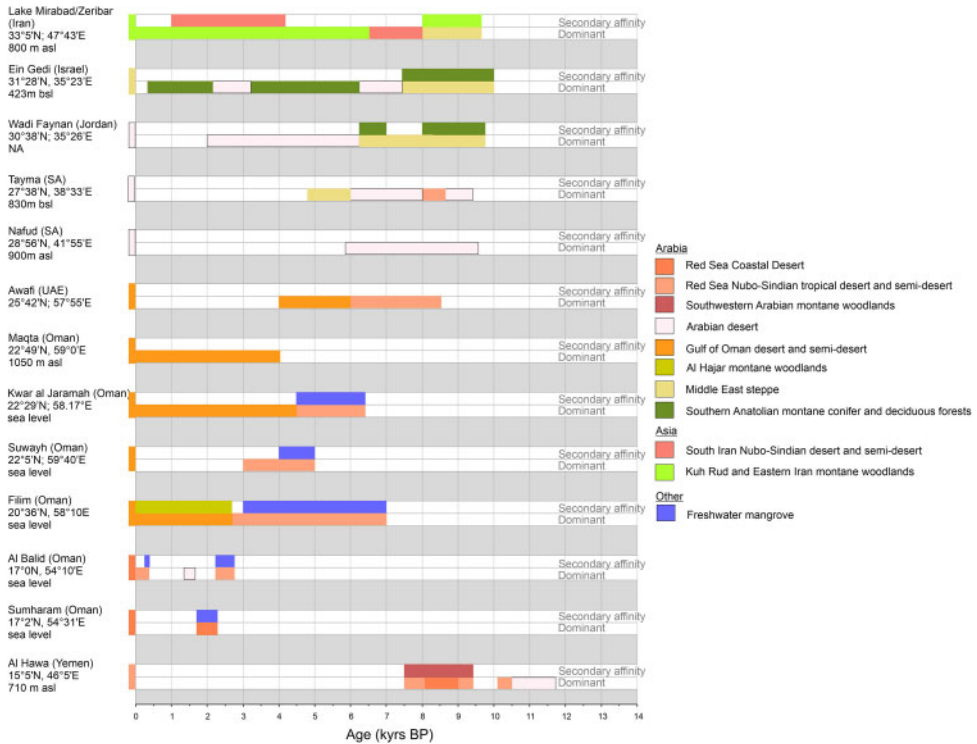 Lake Mirabad/Zeribar
(Iran)
33°5'N; 47°43'E
800 m asl
Secondary affinity
Dominant
Ein Gedi (Israel)
31°28'N, 35°23'E
423m bsl
Secondary affinity
Dominant
Wadi Faynan (Jordan)
30°38'N; 35°26'E
NA
Secondary affinity
Dominant
Tayma (SA)
27°38'N, 38°33'E
830m bsl
Secondary affinity
Dominant
Nafud (SA)
28°56'N, 41°55'E
900m asl
Secondary affinity
Dominant
Awafi (UAE)
25°42'N; 57°55'E
Secondary affinity
Dominant
Maqta (Oman)
22°49'N, 59°0'E
1050 m asl
Secondary affinity
Dominant
Kwar al Jaramah (Oman)
22°29'N; 58.17°E
sea level
Secondary affinity
Dominant
Suwayh (Oman)
22°5'N; 59°40'E
sea level
Secondary affinity
Dominant
Filim (Oman)
20°36'N, 58°10E
sea level
Secondary affinity
Dominant
Al Balid (Oman)
17°0N, 54°10'E
sea level
Secondary affinity
Dominant
Sumharam (Oman)
17°2'N, 54°31'E
sea level
Secondary affinity
Dominant
Al Hawa (Yemen)
15°5'N, 46°5'E
710 m asl
Secondary affinity
Dominant
0 1 2 3 4 5 6 7 8 9 10 11 12 13 14
Age (kyrs BP)
Arabia
Red Sea Coastal Desert
Red Sea Nubo-Sindian tropical desert and semi-desert
Southwestern Arabian montane woodlands
Arabian desert
Gulf of Oman desert and semi-desert
Al Hajar montane woodlands
Middle East steppe
Southern Anatolian montane conifer and deciduous forests
Asia
South Iran Nubo-Sindian desert and semi-desert
Kuh Rud and Eastern Iran montane woodlands
Other
Freshwater mangrove